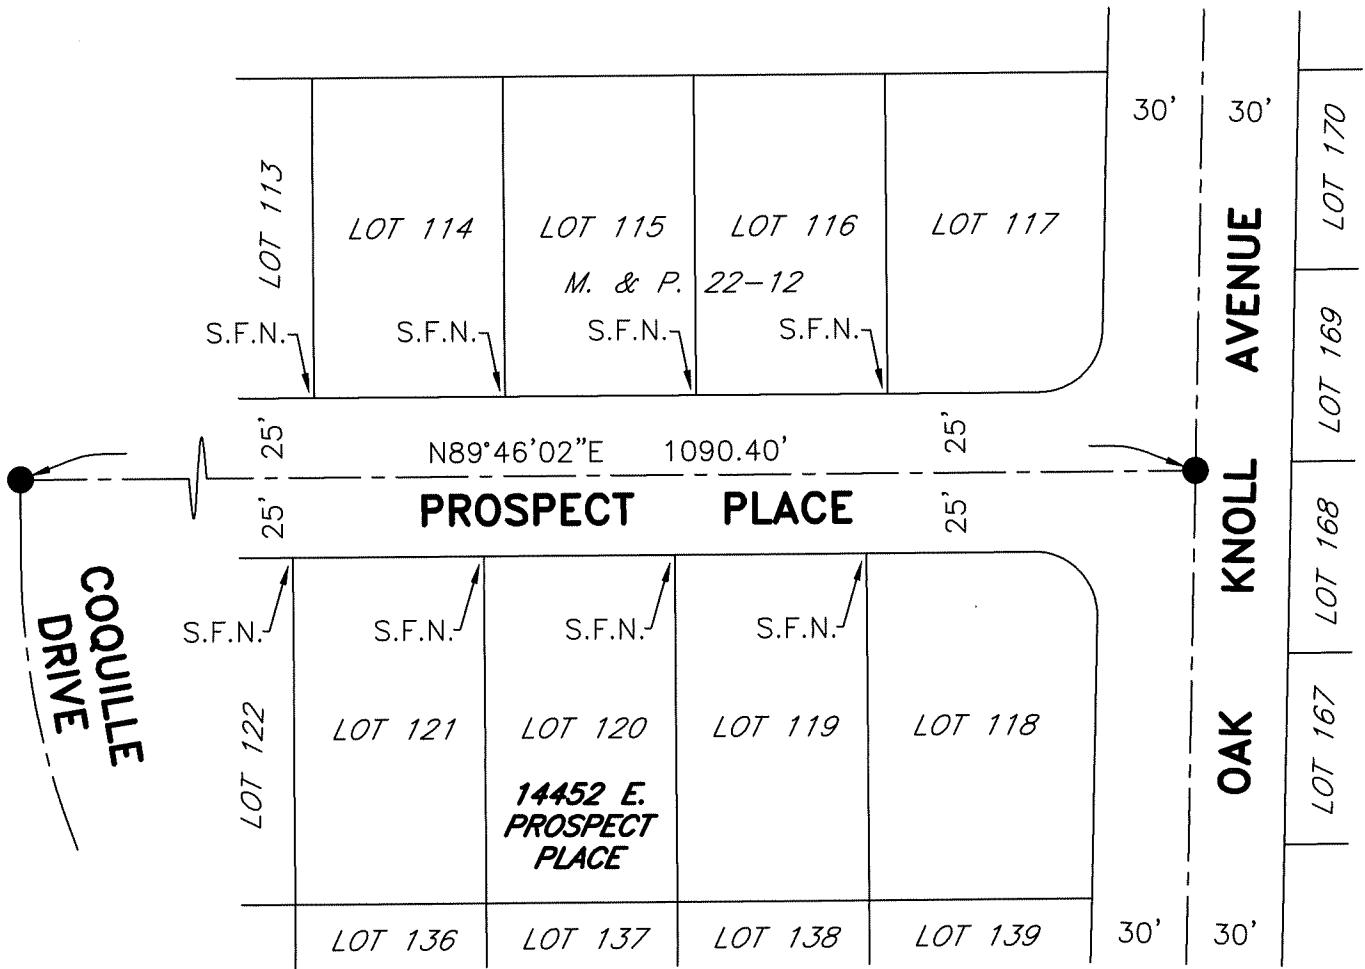 30'
30'
LOT 113
LOT 114
LOT 115
LOT 116
LOT 117
LOT 170
M. & P. 22-12
S.F.N.
S.F.N.
S.F.N.
S.F.N.
LOT 169
25'
N89°46'02"E 1090.40'
25'
25'
PROSPECT PLACE
25'
OAK KNOLL AVENUE
LOT 168
COQUILLE
DRIVE
S.F.N.
S.F.N.
S.F.N.
S.F.N.
LOT 122
LOT 121
LOT 120
LOT 119
LOT 118
LOT 167
14452 E.
PROSPECT
PLACE
LOT 136
LOT 137
LOT 138
LOT 139
30'
30'